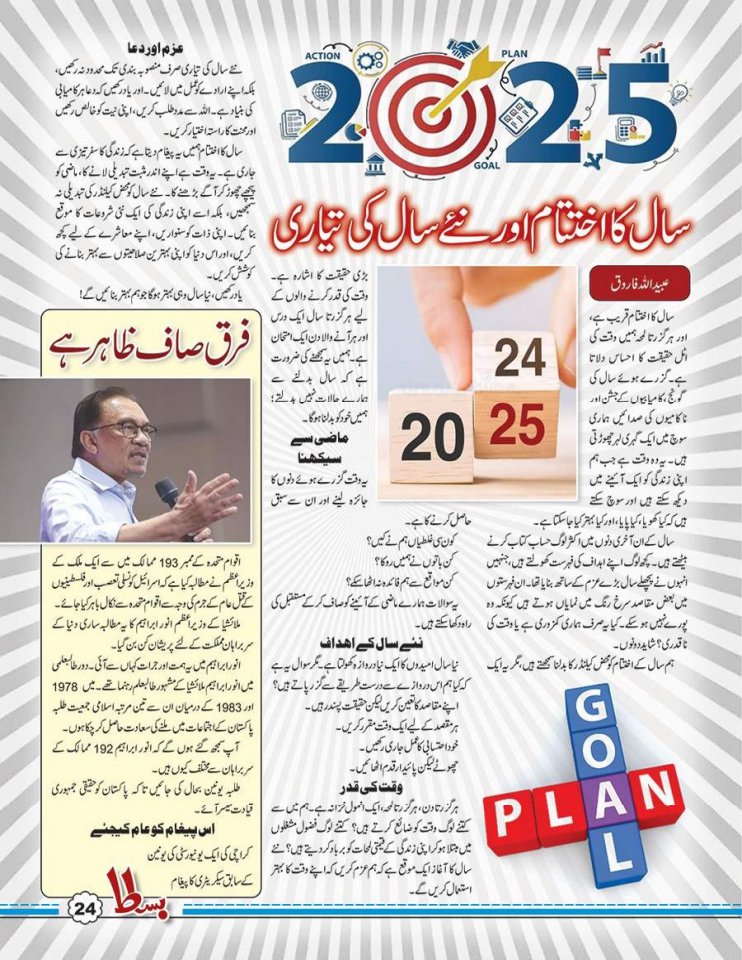 ACTION
PLAN
2025
GOAL
سال کا اختتام اور نئے سال کی تیاری
عبید اللہ فاروق
سال کا اختتام قریب ہے،
اور ہر گزرتا لمحہ ہمیں وقت کی
اٹل حقیقت کا احساس دلاتا
ہے۔ گزرے ہوئے سال کی
گونج، کامیابیوں کے جشن اور
ناکامیوں کی صدائیں ہماری
سوچ میں ایک گہری لہر چھوڑتی
ہیں۔ یہ وہ وقت ہے جب ہم
اپنی زندگی کو ایک آئینے میں
دیکھ سکتے ہیں اور سوچ سکتے
ہیں کہ کیا کھویا، کیا پایا، اور کیا بہتر کیا جا سکتا ہے۔
سال کے ان آخری دنوں میں اکثر لوگ حساب کتاب کرنے
بیٹھتے ہیں۔ کچھ لوگ اپنے اہداف کی فہرست کھولتے ہیں، جنہیں
انہوں نے پچھلے سال بڑے عزم کے ساتھ بنایا تھا۔ ان فہرستوں
میں بعض مقاصد سرخ رنگ میں نمایاں ہوتے ہیں کیونکہ وہ
پورے نہیں ہو سکے۔ کیا یہ صرف ہماری کمزوری ہے یا وقت کی
ناقدری؟ شاید دونوں۔
ہم سال کے اختتام کو محض کیلنڈر کا بدلنا سمجھتے ہیں، مگر یہ ایک
24
20 25
GOAL
PLAN
بڑی حقیقت کا اشارہ ہے۔
وقت کی قدر کرنے والوں کے
لیے ہر گزرتا سال ایک درس
اور ہر آنے والا دن ایک امتحان
ہے۔ ہمیں یہ سمجھنے کی ضرورت
ہے کہ سال بدلنے سے
ہمارے حالات نہیں بدلتے؛
ہمیں خود کو بدلنا ہوگا۔
ماضی سے
سیکھنا
یہ وقت گزرے ہوئے دنوں کا
جائزہ لینے اور ان سے سبق
حاصل کرنے کا ہے۔
کون سی غلطیاں ہم نے کیں؟
کن باتوں نے ہمیں روکا؟
کن مواقع سے ہم فائدہ نہ اٹھا سکے؟
یہ سوالات ہمارے ماضی کے آئینے کو صاف کر کے مستقبل کی
راہ دکھا سکتے ہیں۔
نئے سال کے اہداف
نیا سال امیدوں کا ایک نیا دروازہ کھولتا ہے۔ مگر سوال یہ ہے
کہ کیا ہم اس دروازے سے درست طریقے سے گزر پاتے ہیں؟
اپنے مقاصد کا تعین کریں لیکن حقیقت پسند رہیں۔
ہر مقصد کے لیے ایک وقت مقرر کریں۔
خود احتسابی کا عمل جاری رکھیں۔
چھوٹے لیکن پائیدار قدم اٹھائیں۔
وقت کی قدر
ہر گزرتا دن، ہر گزرتا لمحہ، ایک انمول خزانہ ہے۔ ہم میں سے
کتنے لوگ وقت کو ضائع کرتے ہیں؟ کتنے لوگ فضول مشغلوں
میں مبتلا ہو کر اپنی زندگی کے قیمتی لمحات کو برباد کر دیتے ہیں؟ نئے
سال کا آغاز ایک موقع ہے کہ ہم عزم کریں کہ اپنے وقت کا بہتر
استعمال کریں گے۔
عزم اور دعا
نئے سال کی تیاری صرف منصوبہ بندی تک محدود نہ رکھیں،
بلکہ اپنے ارادے کو عمل میں لائیں۔ اور یاد رکھیں کہ دعا ہر کامیابی
کی بنیاد ہے۔ اللہ سے مدد طلب کریں، اپنی نیت کو خالص رکھیں
اور محنت کا راستہ اختیار کریں۔
سال کا اختتام ہمیں یہ پیغام دیتا ہے کہ زندگی کا سفر تیزی سے
جاری ہے۔ یہ وقت ہے اپنے اندر مثبت تبدیلی لانے کا، ماضی کو
پیچھے چھوڑ کر آگے بڑھنے کا۔ نئے سال کو محض کیلنڈر کی تبدیلی نہ
سمجھیں، بلکہ اسے اپنی زندگی کی ایک نئی شروعات کا موقع
بنائیں۔ اپنی ذات کو سنواریں، اپنے معاشرے کے لیے کچھ
کریں، اور اس دنیا کو اپنی بہترین صلاحیتوں سے بہتر بنانے کی
کوشش کریں۔
یاد رکھیں، نیا سال وہی بہتر ہوگا جو ہم بہتر بنائیں گے!
فرق صاف ظاہر ہے
اقوام متحدہ کے ممبر 193 ممالک میں سے ایک ملک کے
وزیر اعظم نے مطالبہ کیا ہے کہ اسرائیل کو نسلی تعصب اور فلسطینیوں
کے قتل عام کے جرم کی وجہ سے اقوام متحدہ سے نکال باہر کیا جائے۔
ملائشیا کے وزیر اعظم انور ابراہیم کا یہ مطالبہ ساری دنیا کے
سربراہان مملکت کے لئے پریشان کن بن گیا۔
انور ابراہیم میں یہ ہمت اور جرات کہاں سے آئی۔ دور طالبعلمی
میں انور ابراہیم ملائشیا کے مشہور طالبعلم رہنما تھے۔ میں 1978
اور 1983 کے درمیان ان سے تین مرتبہ اسلامی جمعیت طلبہ
پاکستان کے اجتماعات میں ملنے کی سعادت حاصل کر چکا ہوں۔
آپ سمجھ گئے ہوں گے کہ انور ابراہیم 192 ممالک کے
سربراہان سے مختلف کیوں ہیں۔
طلبہ یونین بحال کی جائیں تا کہ پاکستان کو حقیقی جمہوری
قیادت میسر آئے۔
اس پیغام کو عام کیجئے
کراچی کی ایک یونیورسٹی کی یونین
کے سابق سیکریٹری کا پیغام
24